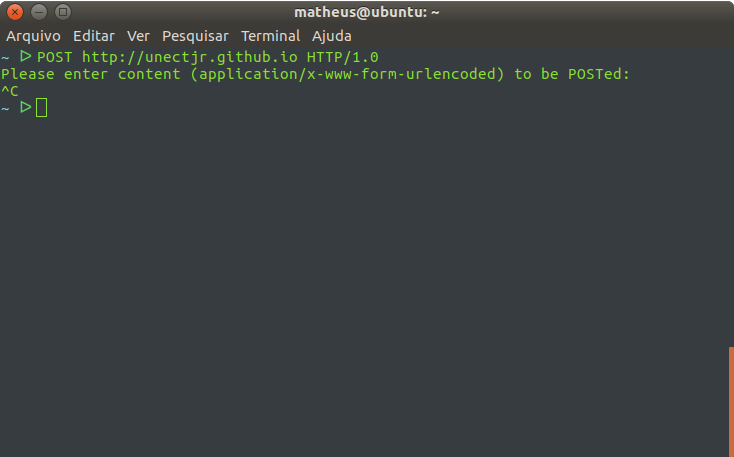 matheus@ubuntu: ~
Arquivo Editar Ver Pesquisar Terminal Ajuda
~ ▷ POST http://unectjr.github.io HTTP/1.0
Please enter content (application/x-www-form-urlencoded) to be POSTed:
^C
~ ▷